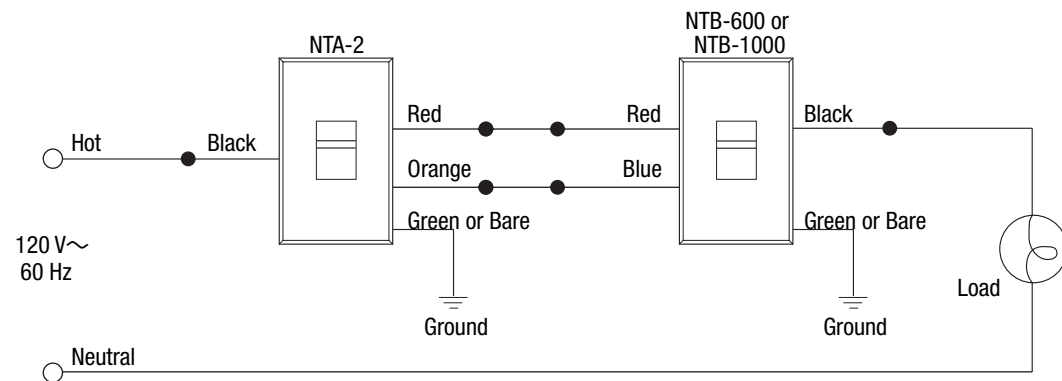 NTA-2
NTB-600 or
NTB-1000
Hot
Black
Red
Red
Black
Orange
Blue
Green or Bare
Green or Bare
120 V~
60 Hz
Ground
Ground
Load
Neutral